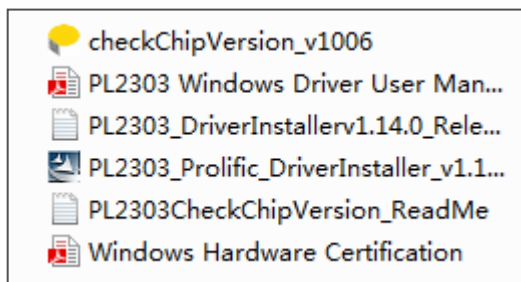 checkChipVersion_v1006
PL2303 Windows Driver User Man...
PL2303_DriverInstallerv1.14.0_Rele...
PL2303_Prolific_DriverInstaller_v1.1...
PL2303CheckChipVersion_ReadMe
Windows Hardware Certification